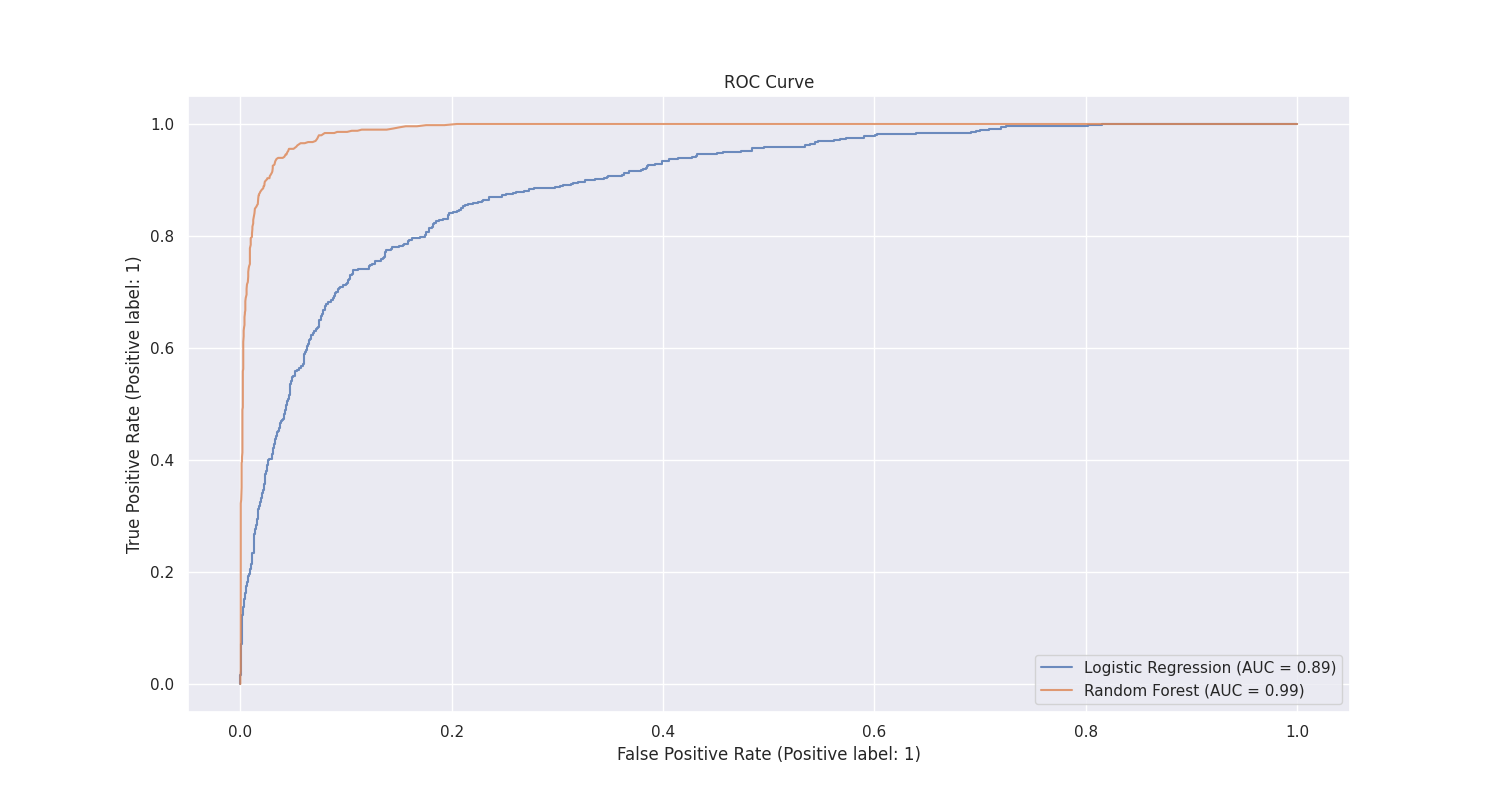 ROC Curve
1.0
0.8
0.6
0.4
0.2
0.0
True Positive Rate (Positive label: 1)
Logistic Regression (AUC = 0.89)
Random Forest (AUC = 0.99)
0.0 0.2 0.4 0.6 0.8 1.0
False Positive Rate (Positive label: 1)